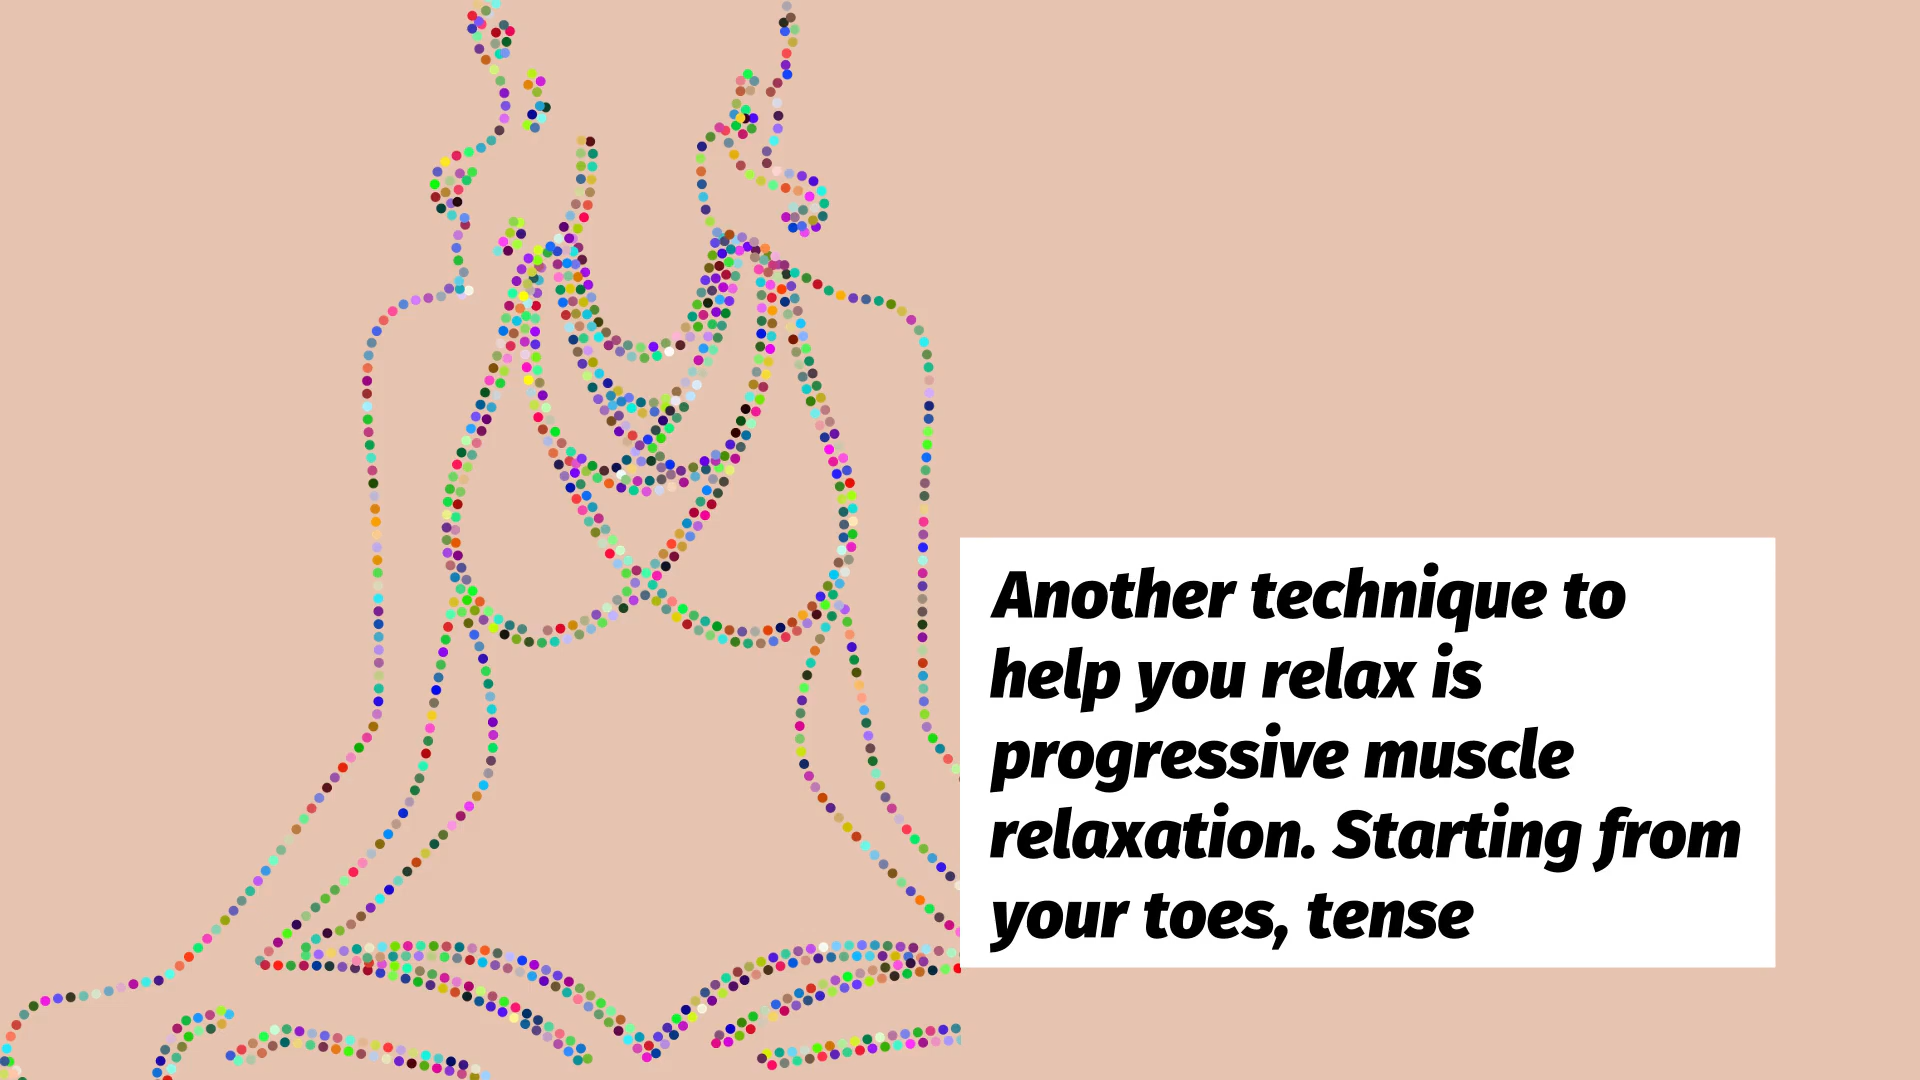 Another technique to
help you relax is
progressive muscle
relaxation. Starting from
your toes, tense